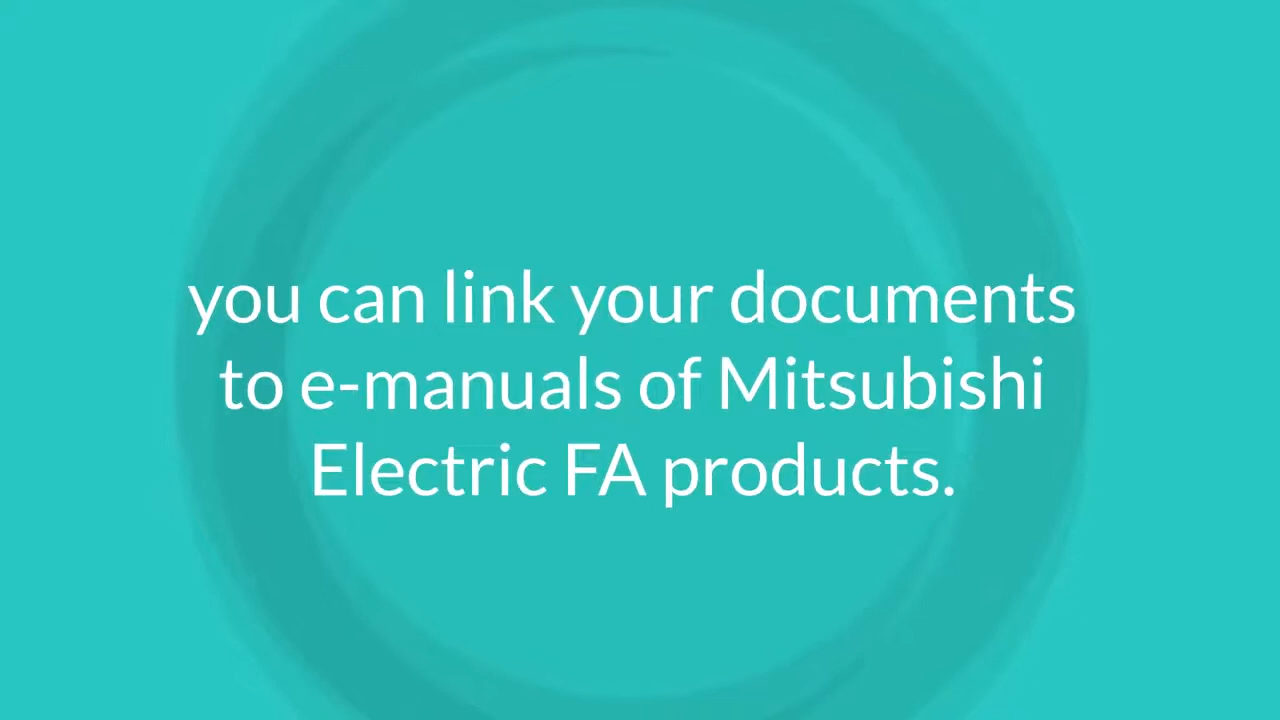 you can link your documents
to e-manuals of Mitsubishi
Electric FA products.